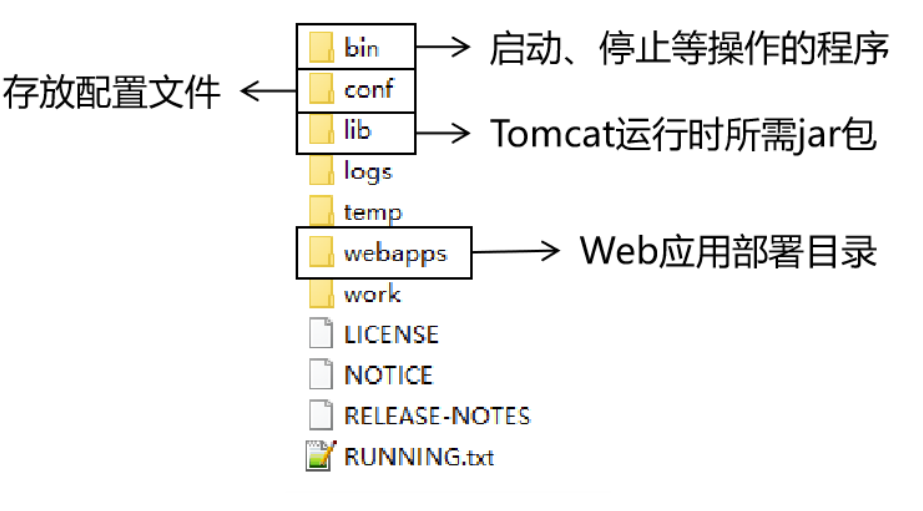 bin
启动、停止等操作的程序
存放配置文件
conf
lib
Tomcat运行时所需jar包
logs
temp
webapps
Web应用部署目录
work
LICENSE
NOTICE
RELEASE-NOTES
RUNNING.txt